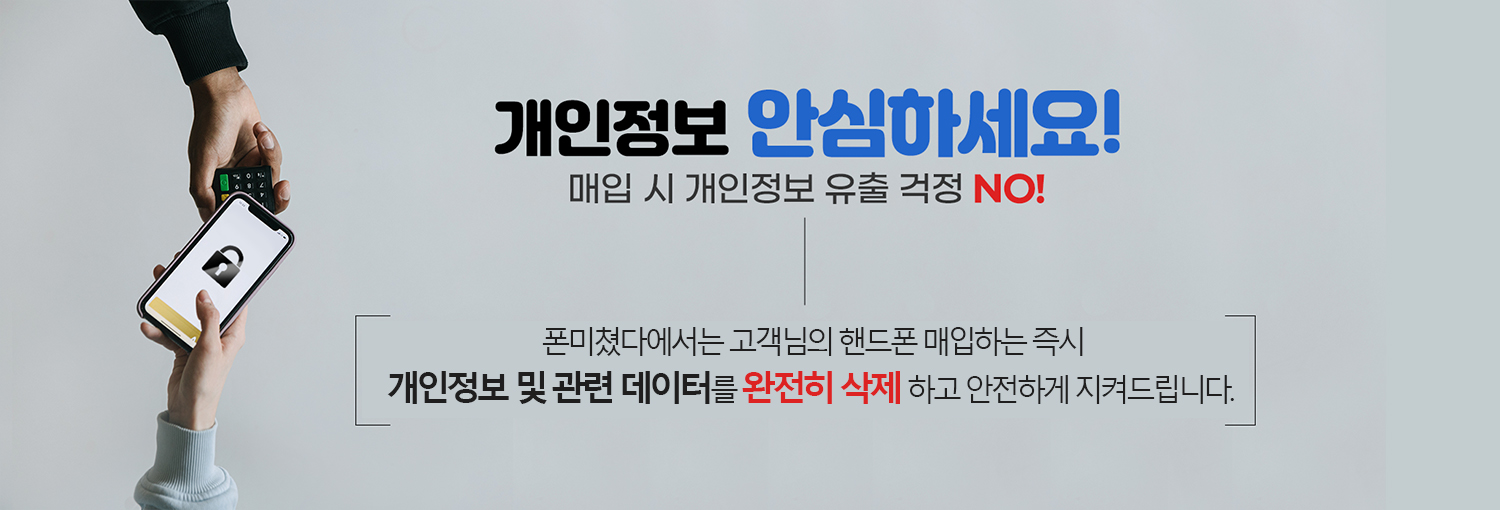 개인정보 안심하세요!
매입 시 개인정보 유출 걱정 NO!
폰미쳤다에서는 고객님의 핸드폰 매입하는 즉시
개인정보 및 관련 데이터를 완전히 삭제 하고 안전하게 지켜드립니다.